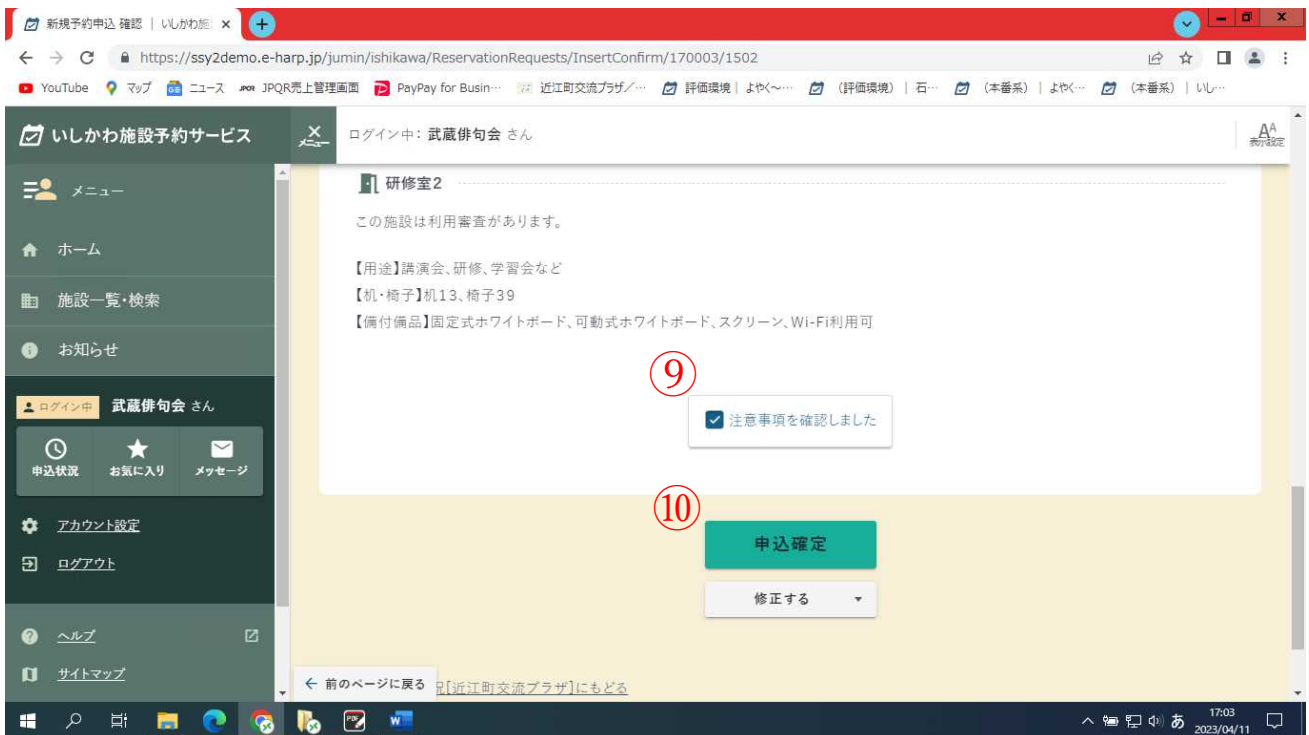 新規予約申込 確認 | いしかわ施
https://ssy2demo.e-harp.jp/jumin/ishikawa/ReservationRequests/InsertConfirm/170003/1502
YouTube マップ ニュース JPQR売上管理画面 PayPay for Busin… 近江町交流プラザ/… 評価環境 | よやく~… (評価環境) | 石… (本番系) | よやく… (本番系) | いし…
いしかわ施設予約サービス
メニュー
ログイン中: 武蔵俳句会 さん
AA
表示設定
メニュー
ホーム
施設一覧・検索
お知らせ
ログイン中 武蔵俳句会 さん
申込状況 お気に入り メッセージ
アカウント設定
ログアウト
ヘルプ
サイトマップ
研修室2
この施設は利用審査があります。
【用途】講演会、研修、学習会など
【机・椅子】机13、椅子39
【備付備品】固定式ホワイトボード、可動式ホワイトボード、スクリーン、Wi-Fi利用可
⑨
注意事項を確認しました
⑩
申込確定
修正する
前のページに戻る
[近江町交流プラザ]にもどる
あ
17:03
2023/04/11